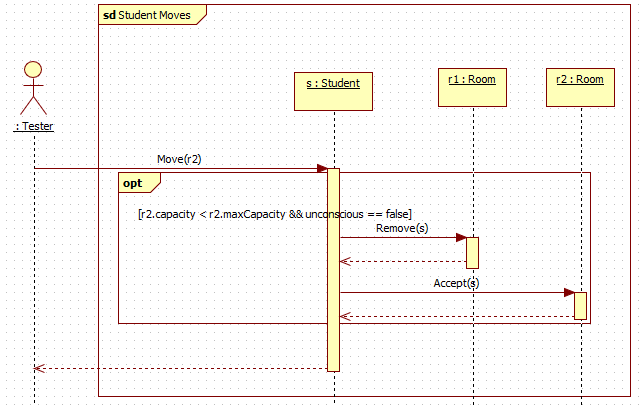 sd Student Moves
s : Student
r1 : Room
r2 : Room
: Tester
Move(r2)
opt
[r2.capacity < r2.maxCapacity && unconscious == false]
Remove(s)
Accept(s)